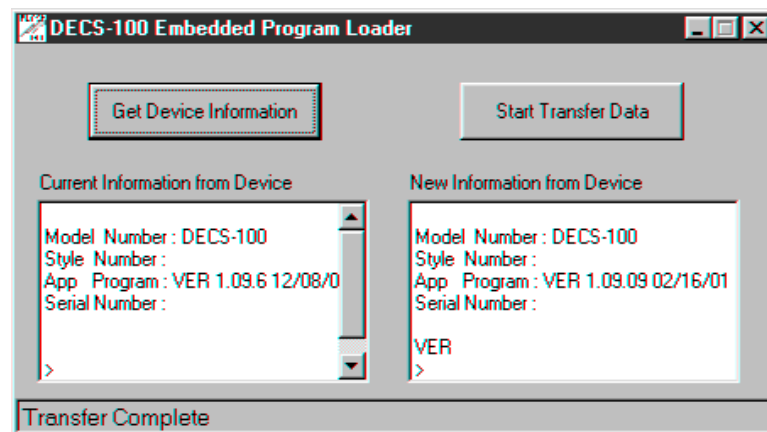 DECS-100 Embedded Program Loader
Get Device Information
Start Transfer Data
Current Information from Device
Model Number : DECS-100
Style Number :
App Program : VER 1.09.6 12/08/0
Serial Number :
>
New Information from Device
Model Number : DECS-100
Style Number :
App Program : VER 1.09.09 02/16/01
Serial Number :
VER
>
Transfer Complete